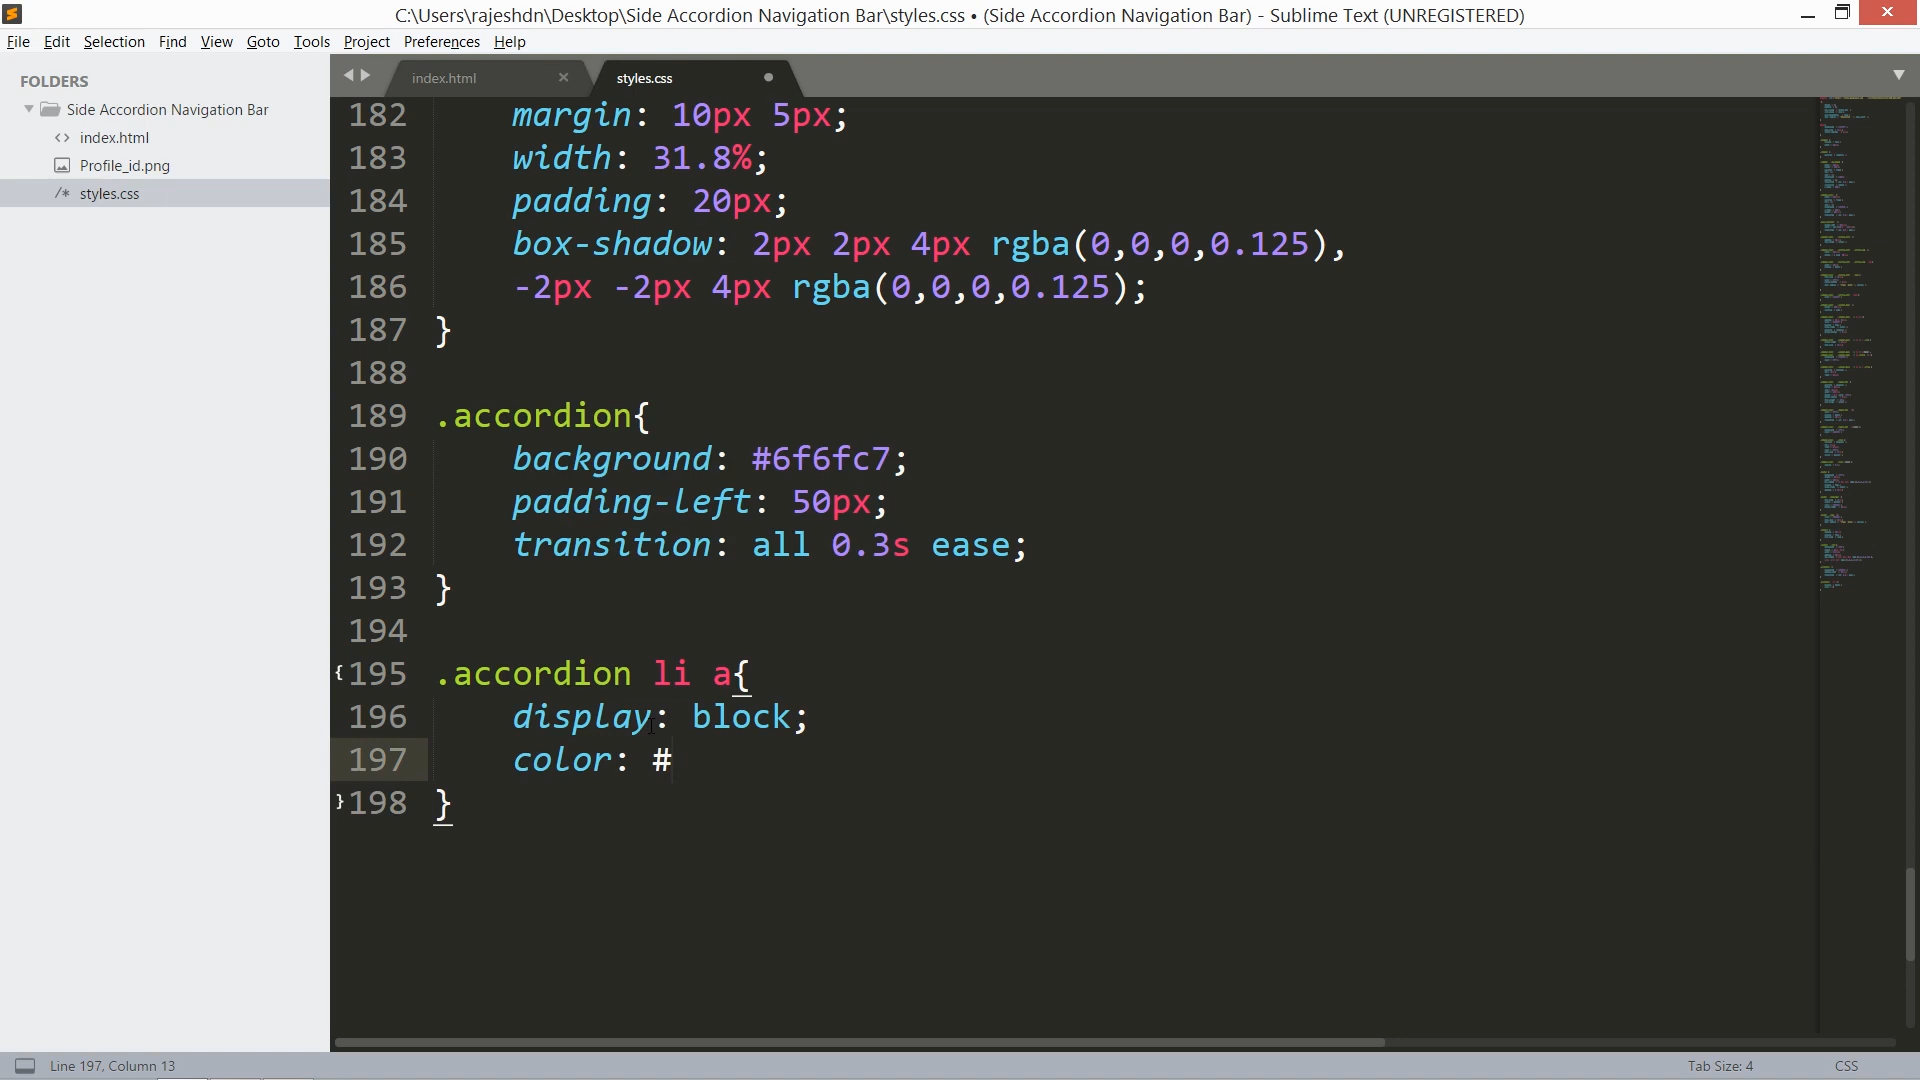 C:\Users\rajeshdn\Desktop\Side Accordion Navigation Bar\styles.css • (Side Accordion Navigation Bar) - Sublime Text (UNREGISTERED)
File Edit Selection Find View Goto Tools Project Preferences Help
FOLDERS
Side Accordion Navigation Bar
<> index.html
Profile_id.png
/* styles.css
index.html
styles.css
182 margin: 10px 5px;
183 width: 31.8%;
184 padding: 20px;
185 box-shadow: 2px 2px 4px rgba(0,0,0,0.125),
186 -2px -2px 4px rgba(0,0,0,0.125);
187 }
188
189 .accordion{
190 background: #6f6fc7;
191 padding-left: 50px;
192 transition: all 0.3s ease;
193 }
194
195 .accordion li a{
196 display: block;
197 color: #
198 }
Line 197, Column 13
Tab Size: 4
CSS